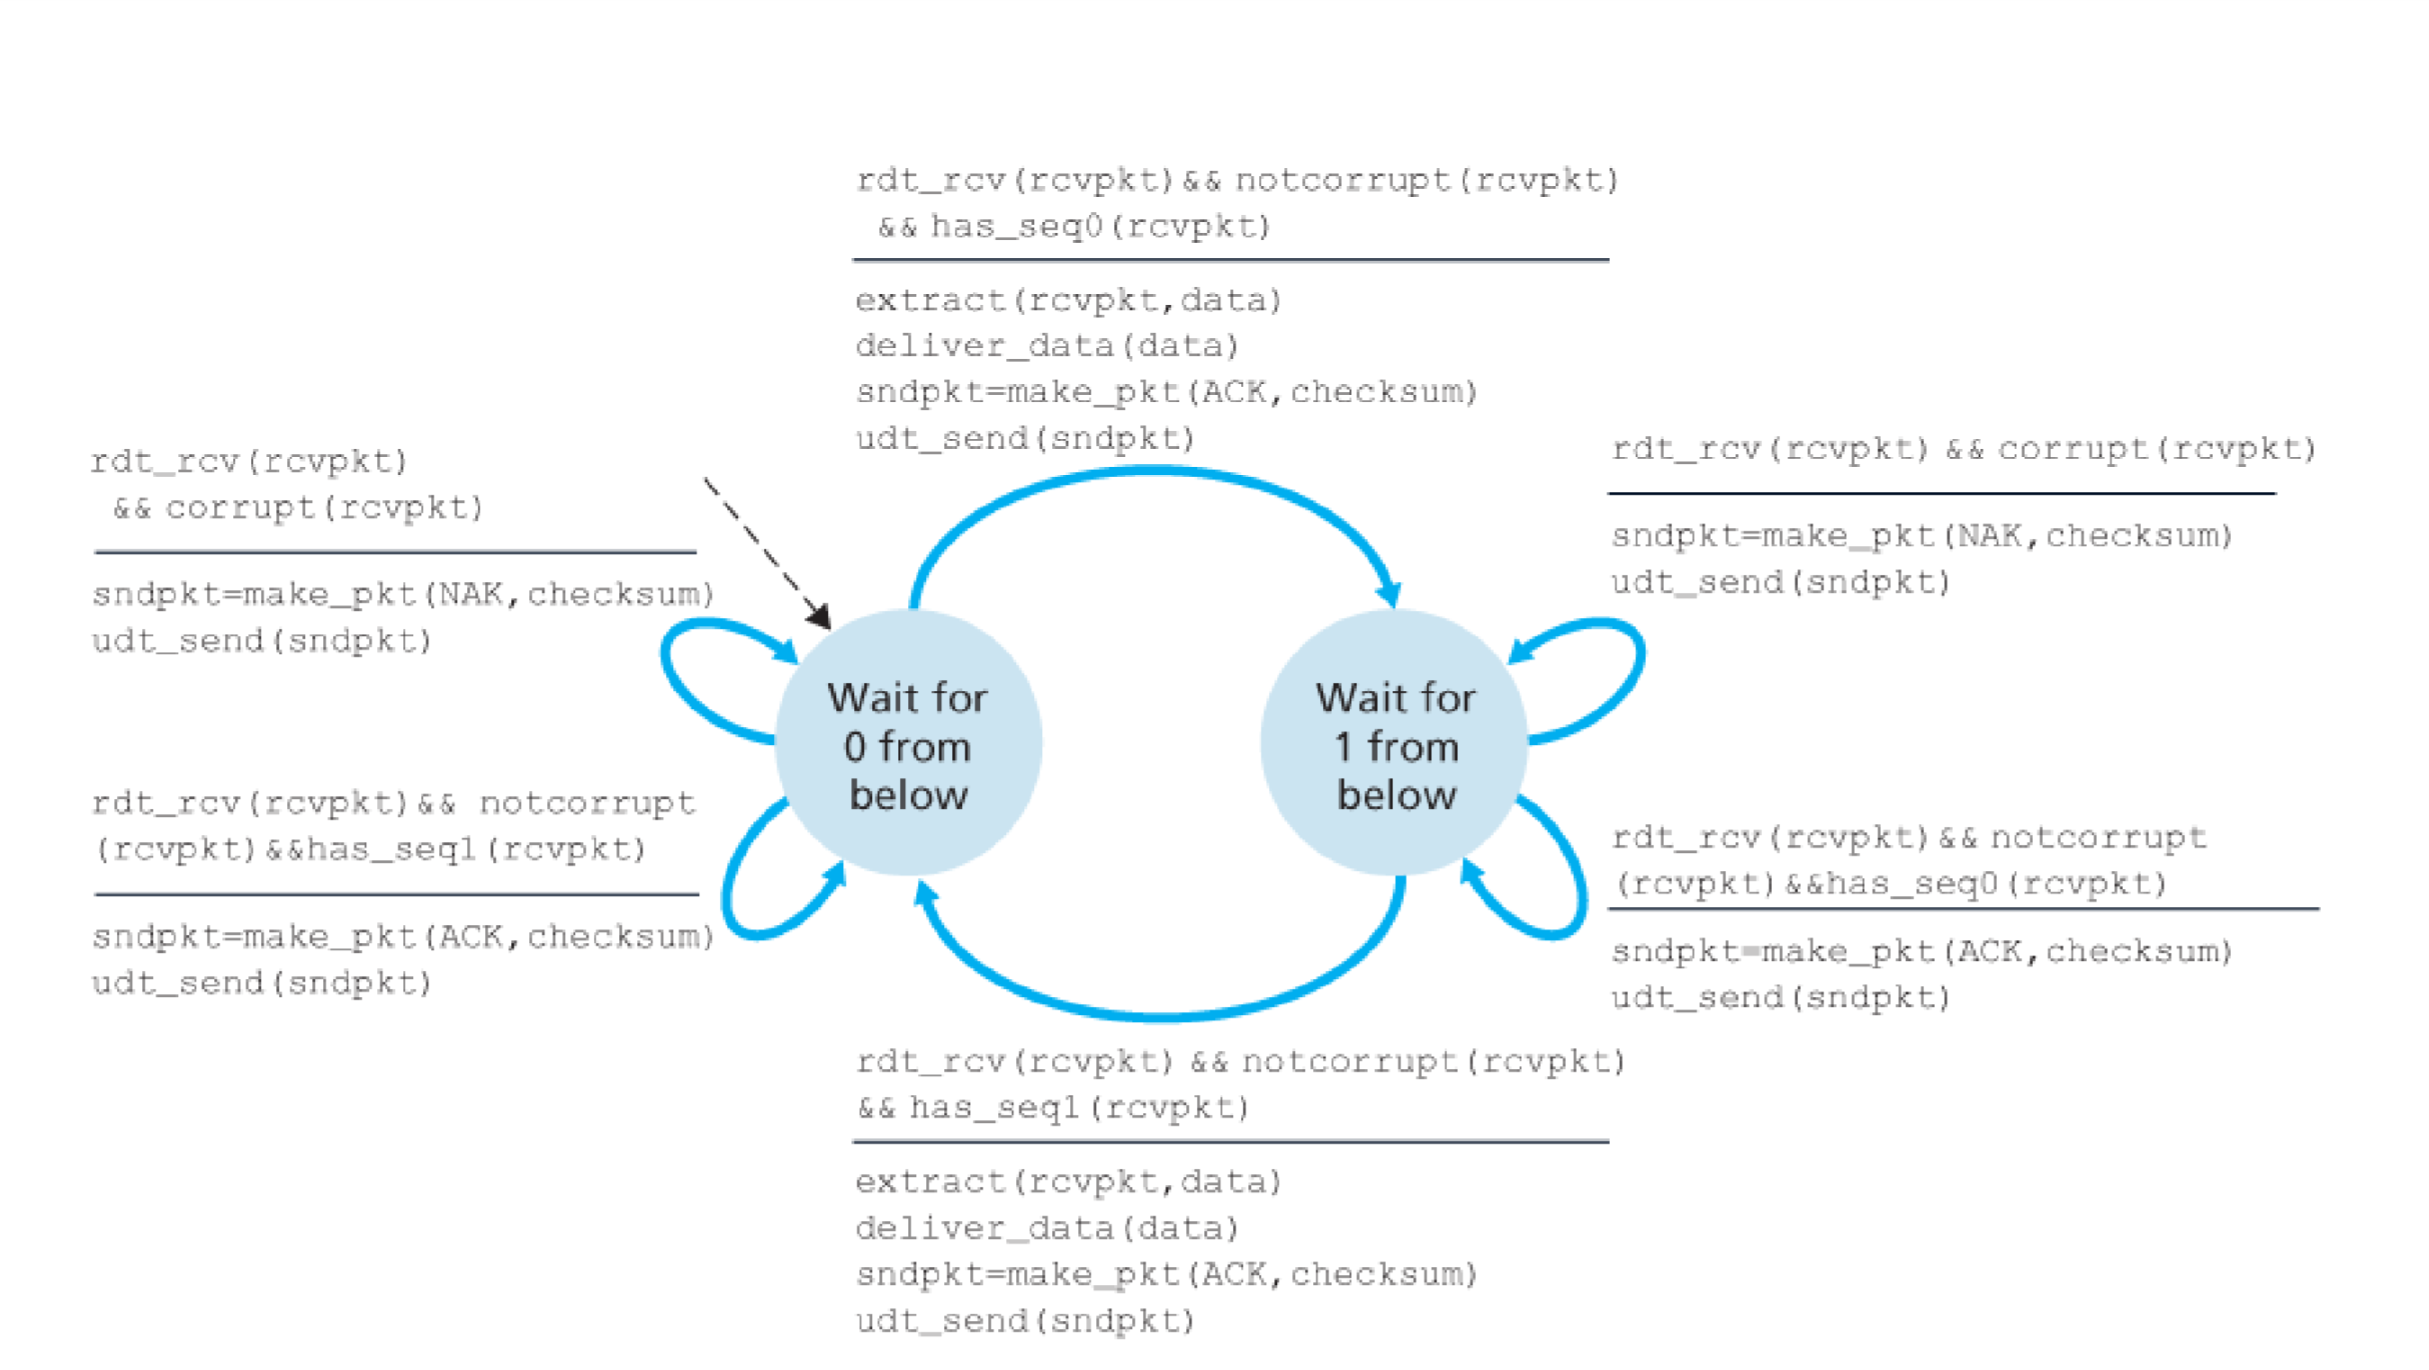 rdt_rcv(rcvpkt)&& notcorrupt(rcvpkt)
&& has_seq0(rcvpkt)
extract(rcvpkt,data)
deliver_data(data)
sndpkt=make_pkt(ACK,checksum)
udt_send(sndpkt)
rdt_rcv(rcvpkt)
&& corrupt(rcvpkt)
sndpkt=make_pkt(NAK,checksum)
udt_send(sndpkt)
rdt_rcv(rcvpkt) && corrupt(rcvpkt)
sndpkt=make_pkt(NAK,checksum)
udt_send(sndpkt)
Wait for
0 from
below
Wait for
1 from
below
rdt_rcv(rcvpkt)&& notcorrupt
(rcvpkt)&&has_seq1(rcvpkt)
sndpkt=make_pkt(ACK,checksum)
udt_send(sndpkt)
rdt_rcv(rcvpkt)&& notcorrupt
(rcvpkt)&&has_seq0(rcvpkt)
sndpkt=make_pkt(ACK,checksum)
udt_send(sndpkt)
rdt_rcv(rcvpkt) && notcorrupt(rcvpkt)
&& has_seq1(rcvpkt)
extract(rcvpkt,data)
deliver_data(data)
sndpkt=make_pkt(ACK,checksum)
udt_send(sndpkt)